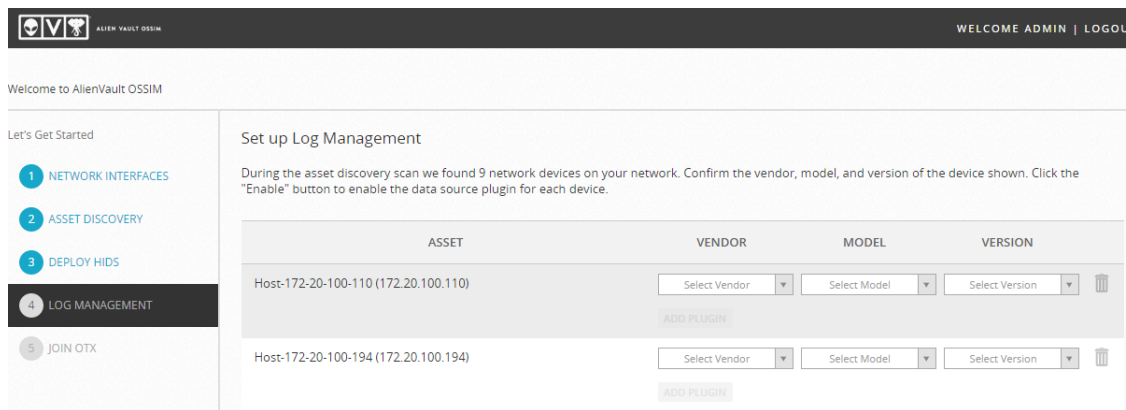 ALIEN VAULT OSSIM
WELCOME ADMIN | LOGOU
Welcome to AlienVault OSSIM
Let's Get Started
1 NETWORK INTERFACES
2 ASSET DISCOVERY
3 DEPLOY HIDS
4 LOG MANAGEMENT
5 JOIN OTX
Set up Log Management
During the asset discovery scan we found 9 network devices on your network. Confirm the vendor, model, and version of the device shown. Click the
"Enable" button to enable the data source plugin for each device.
ASSET VENDOR MODEL VERSION
Host-172-20-100-110 (172.20.100.110) Select Vendor Select Model Select Version
ADD PLUGIN
Host-172-20-100-194 (172.20.100.194) Select Vendor Select Model Select Version
ADD PLUGIN